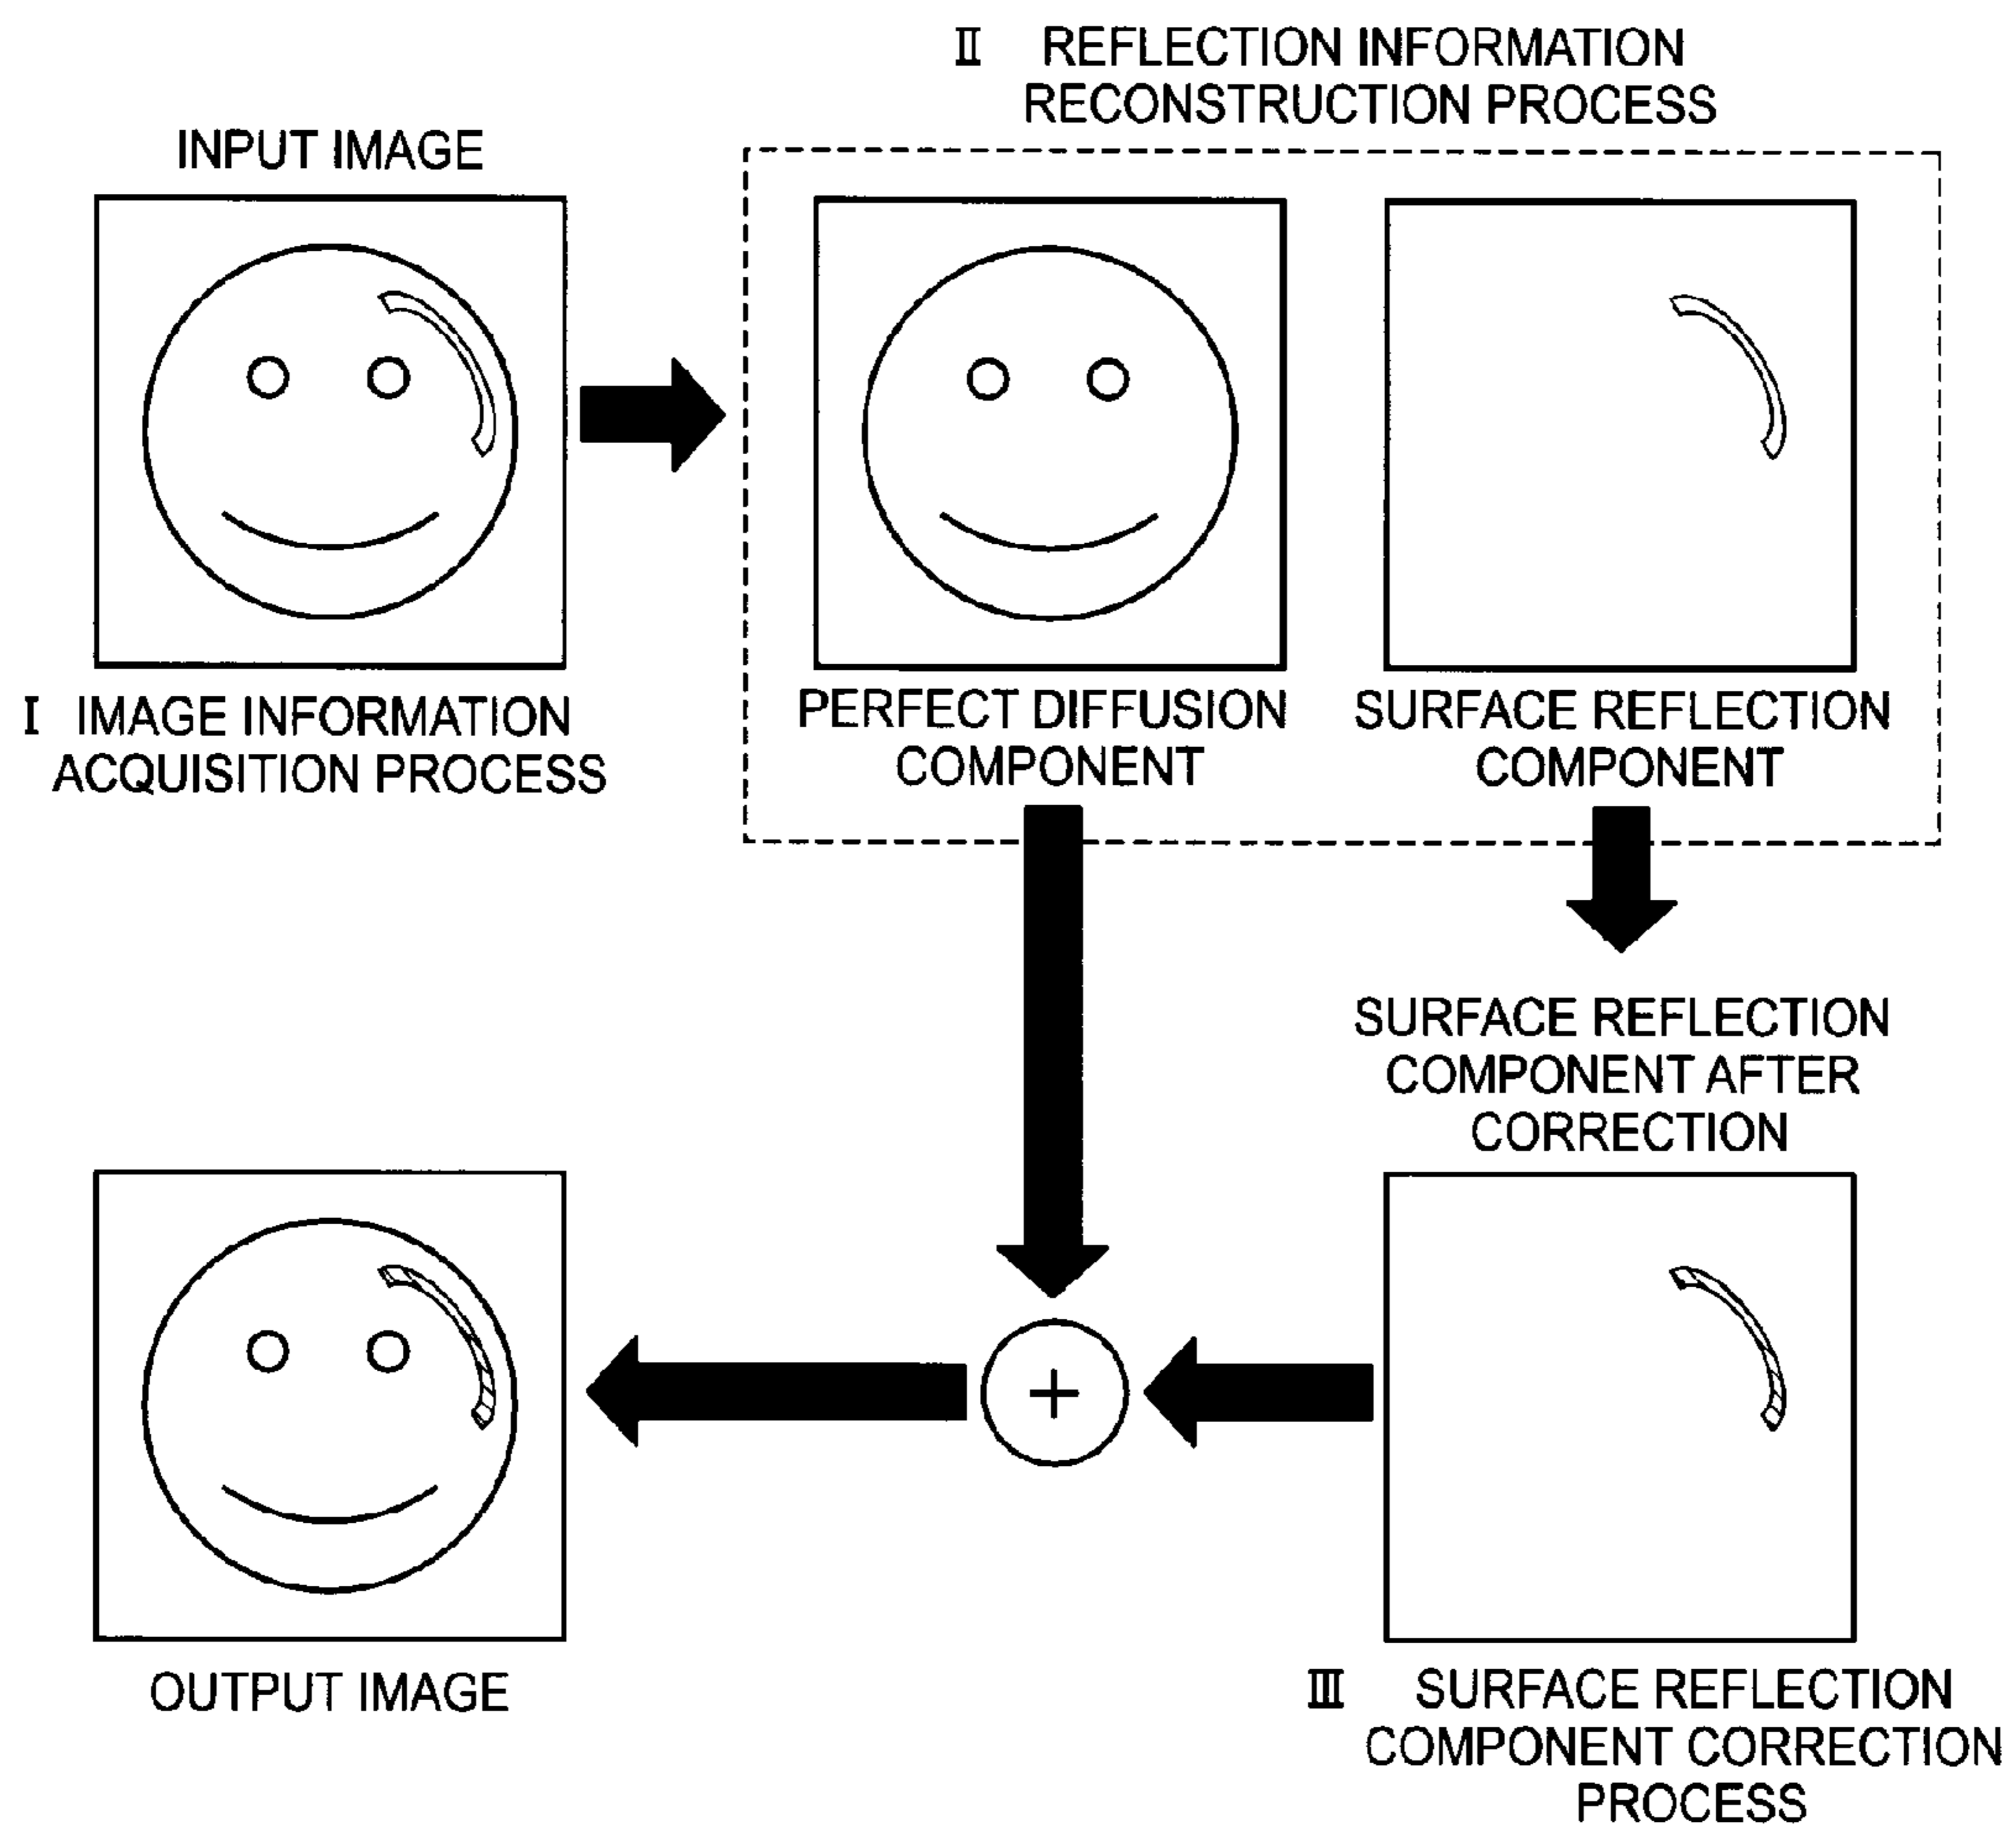 II REFLECTION INFORMATION
RECONSTRUCTION PROCESS
INPUT IMAGE
I IMAGE INFORMATION
ACQUISITION PROCESS
PERFECT DIFFUSION
COMPONENT
SURFACE REFLECTION
COMPONENT
SURFACE REFLECTION
COMPONENT AFTER
CORRECTION
+
OUTPUT IMAGE
III SURFACE REFLECTION
COMPONENT CORRECTION
PROCESS